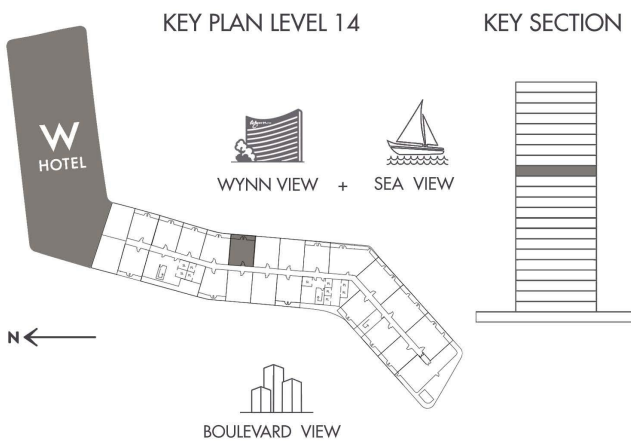 KEY PLAN LEVEL 14
KEY SECTION
W
HOTEL
WYNN VIEW + SEA VIEW
N
BOULEVARD VIEW